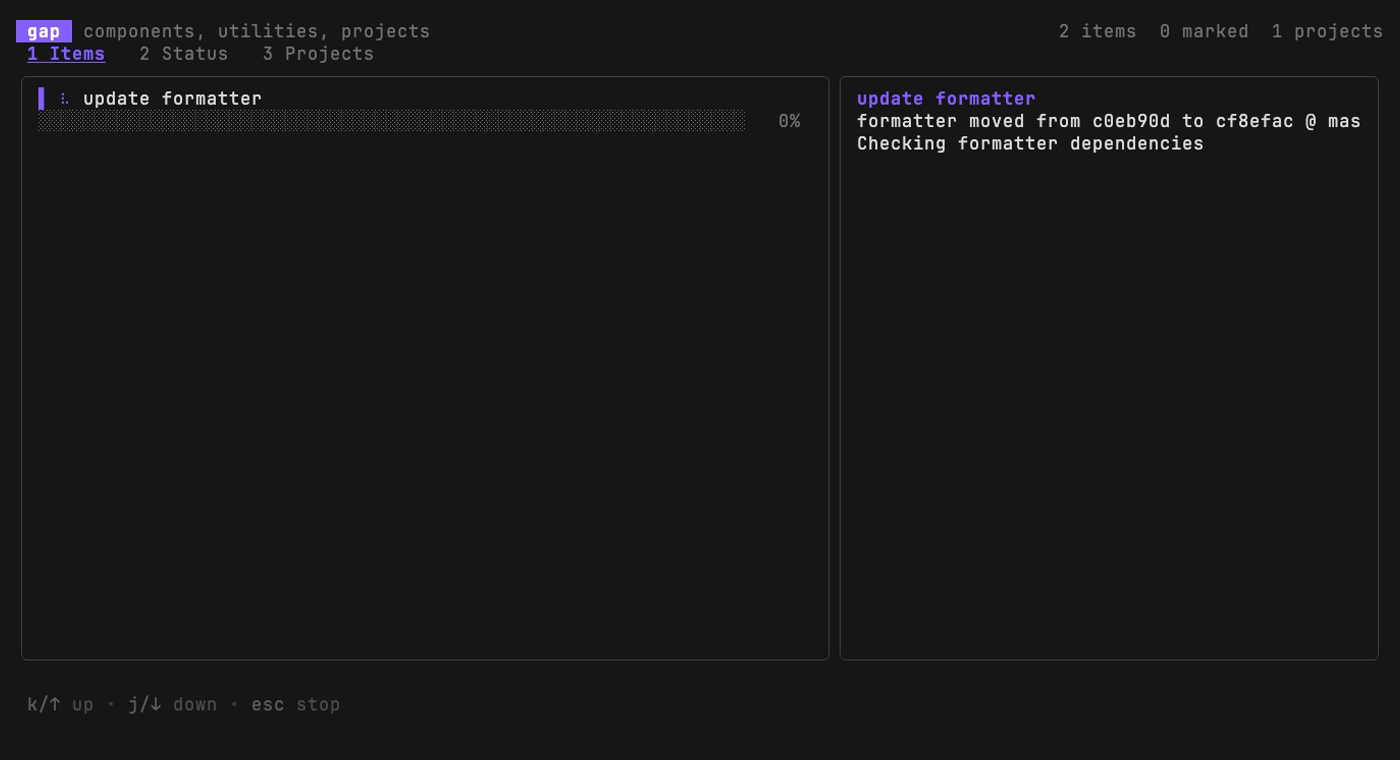 gap components, utilities, projects 2 items 0 marked 1 projects
1 Items 2 Status 3 Projects
update formatter
0%
update formatter
formatter moved from c0eb90d to cf8efac @ mas
Checking formatter dependencies
k/↑ up • j/↓ down • esc stop